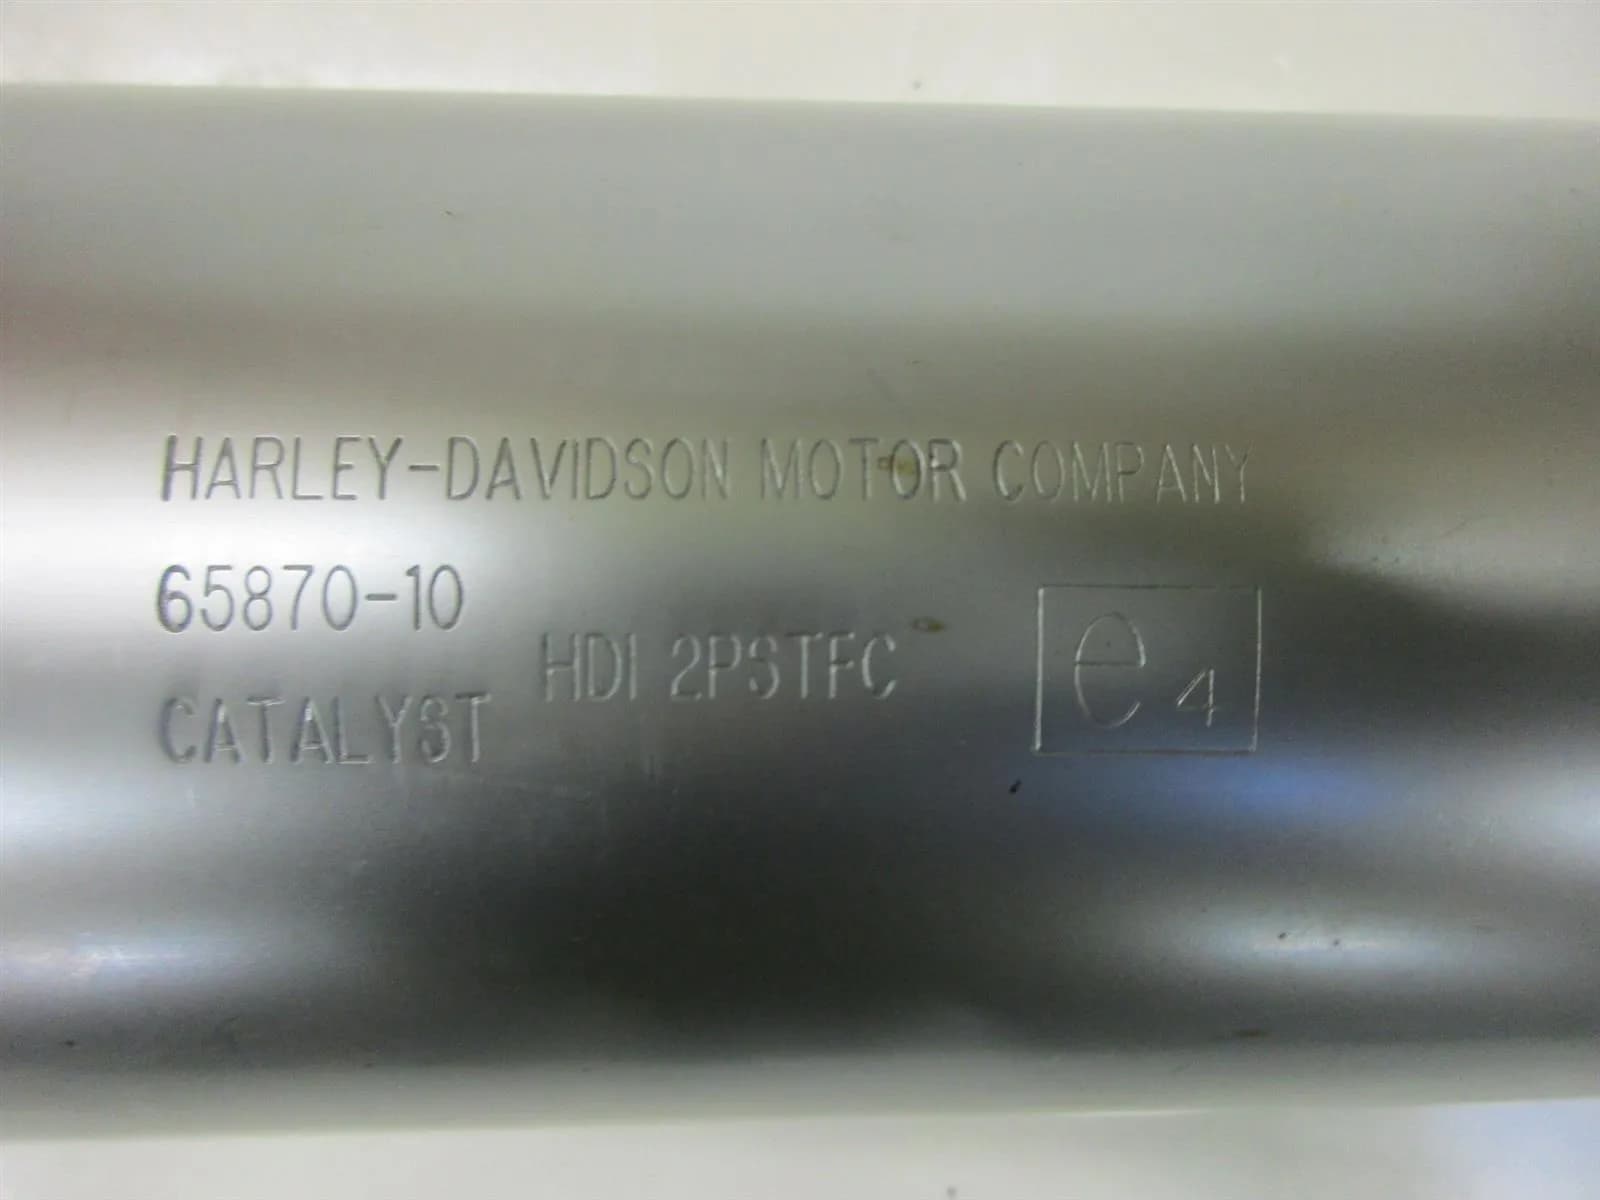 HARLEY-DAVIDSON MOTOR COMPANY
65870-10
HDI 2PSTFC
CATALYST
e4